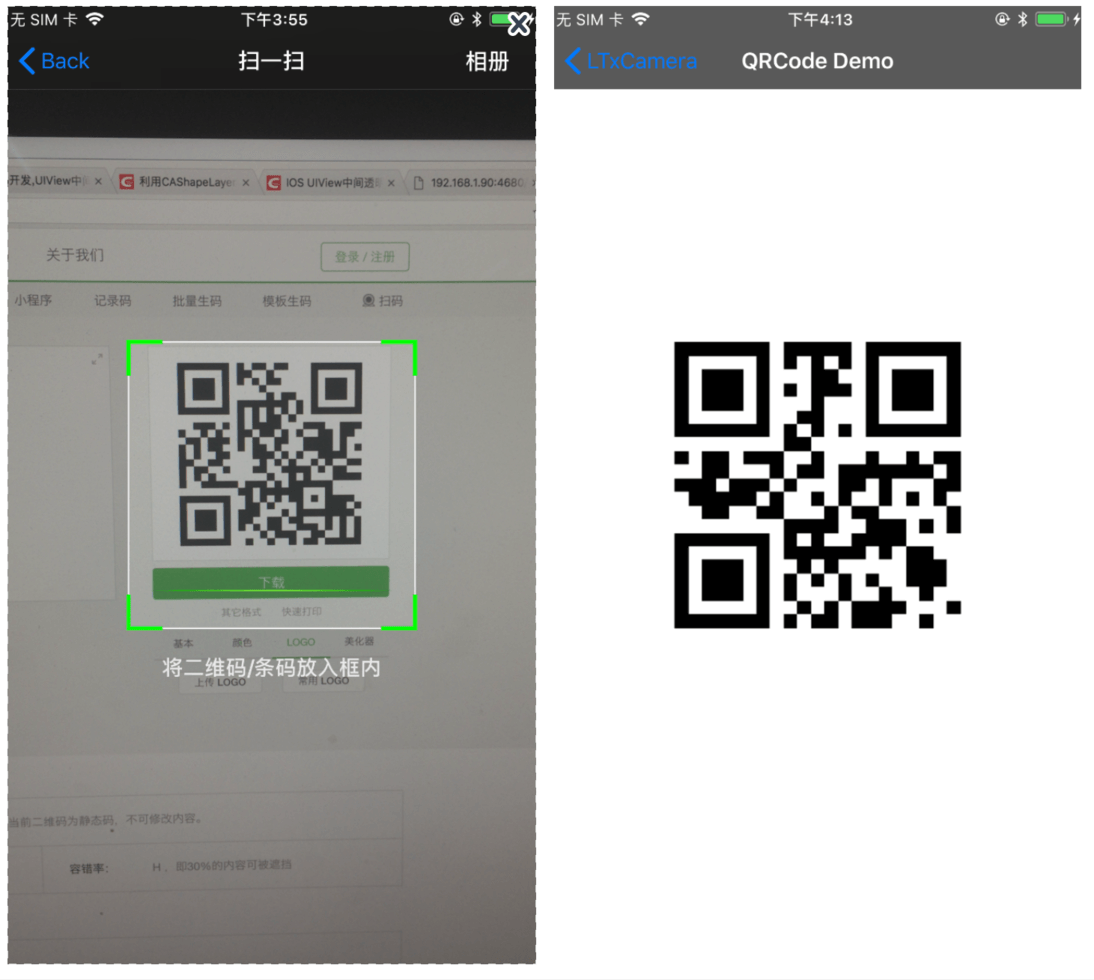 无 SIM 卡
下午3:55
Back
扫一扫
相册
开发,UIView中
利用CAShapeLayer
IOS UIView中间透
192.168.1.90:4680
关于我们
登录 / 注册
小程序
记录码
批量生码
模板生码
扫码
下载
其它格式
快速打印
基本
颜色
LOGO
美化器
将二维码/条码放入框内
上传 LOGO
常用 LOGO
当前二维码为静态码，不可修改内容。
容错率：
H ，即30%的内容可被遮挡
无 SIM 卡
下午4:13
LTxCamera
QRCode Demo